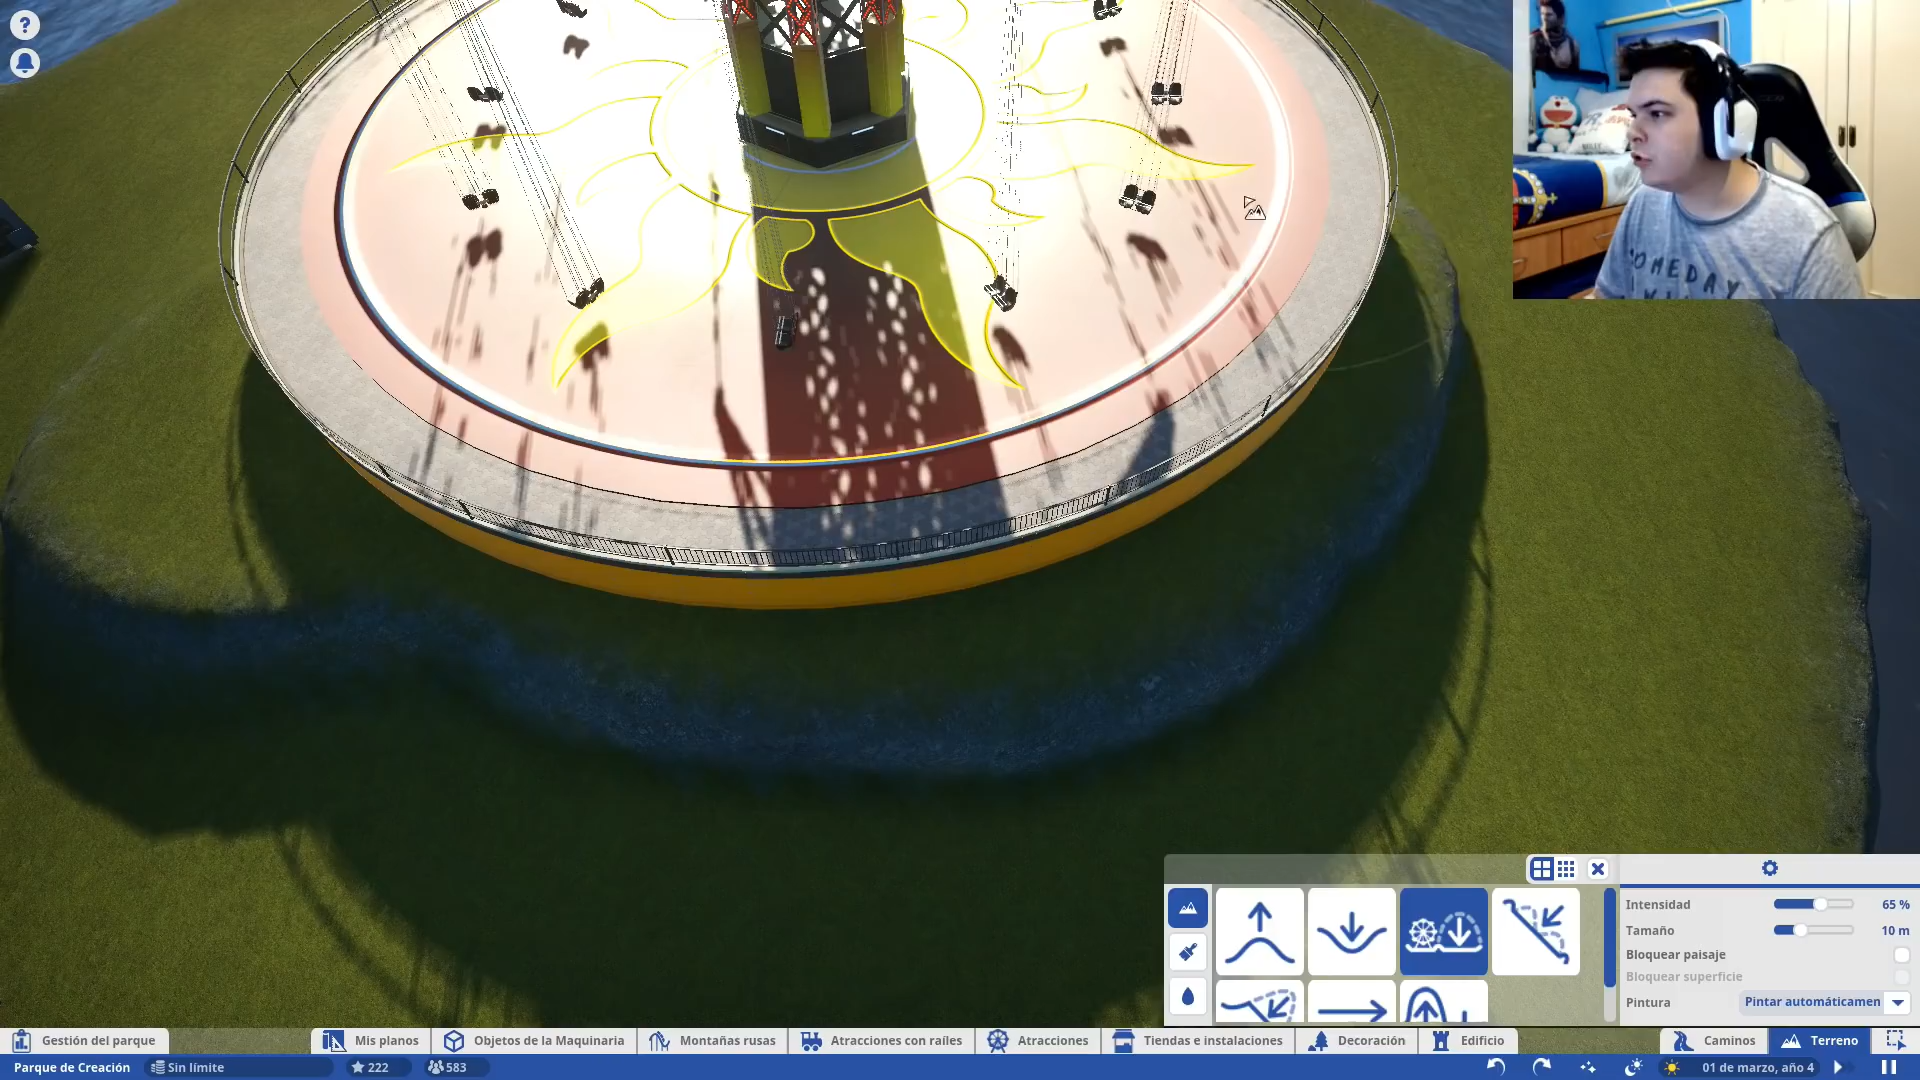 ?
SOMEDAY
Intensidad 65 %
Tamaño 10 m
Bloquear paisaje
Bloquear superficie
Pintura Pintar automáticamen
Gestión del parque Mis planos Objetos de la Maquinaria Montañas rusas Atracciones con raíles Atracciones Tiendas e instalaciones Decoración Edificio Caminos Terreno
Parque de Creación Sin límite 222 583 01 de marzo, año 4